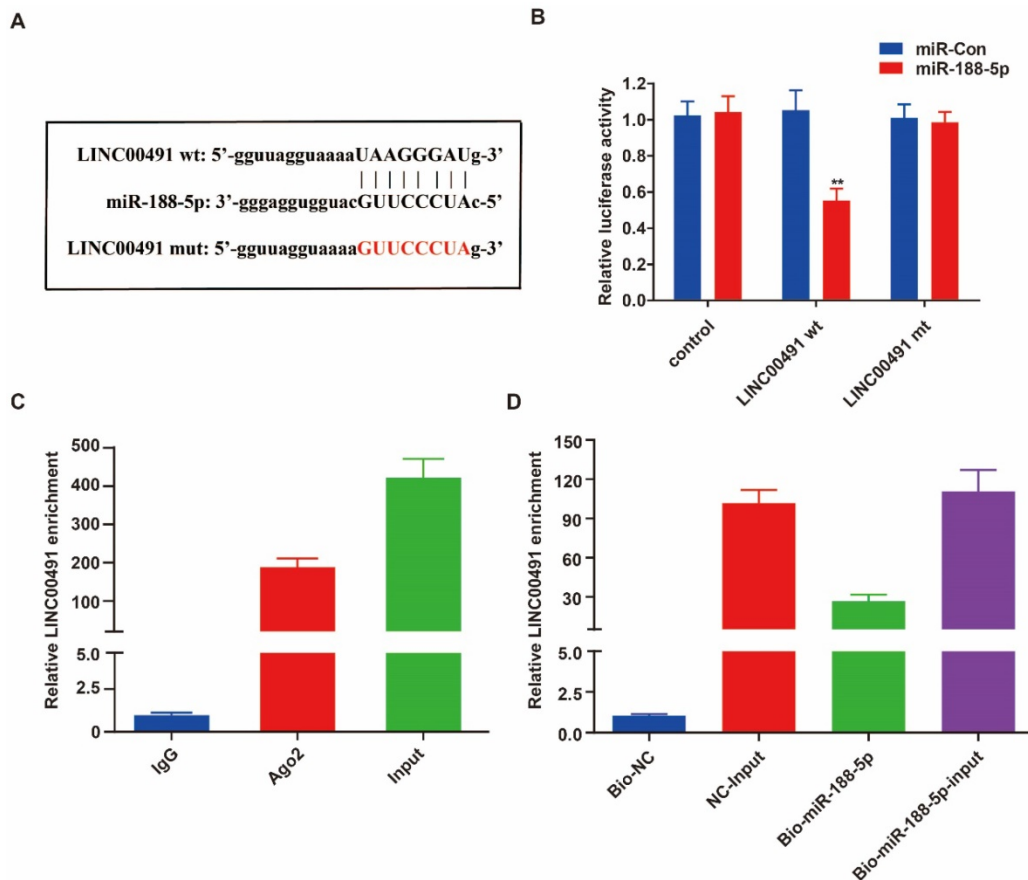 A
LINC00491 wt: 5'-gguuagguaaaaUAAGGGAUg-3'
miR-188-5p: 3'-gggaggugguacGUUCCCUAc-5'
LINC00491 mut: 5'-gguuagguaaaaGUUCCCUAg-3'
B
miR-Con
miR-188-5p
Relative luciferase activity
1.2
1.0
0.8
0.6
0.4
0.2
0.0
**
control
LINC00491 wt
LINC00491 mt
C
Relative LINC00491 enrichment
500
400
300
200
100
5.0
2.5
0
IgG
Ago2
Input
D
Relative LINC00491 enrichment
150
120
90
60
30
5.0
2.5
0.0
Bio-NC
NC-Input
Bio-miR-188-5p
Bio-miR-188-5p-input